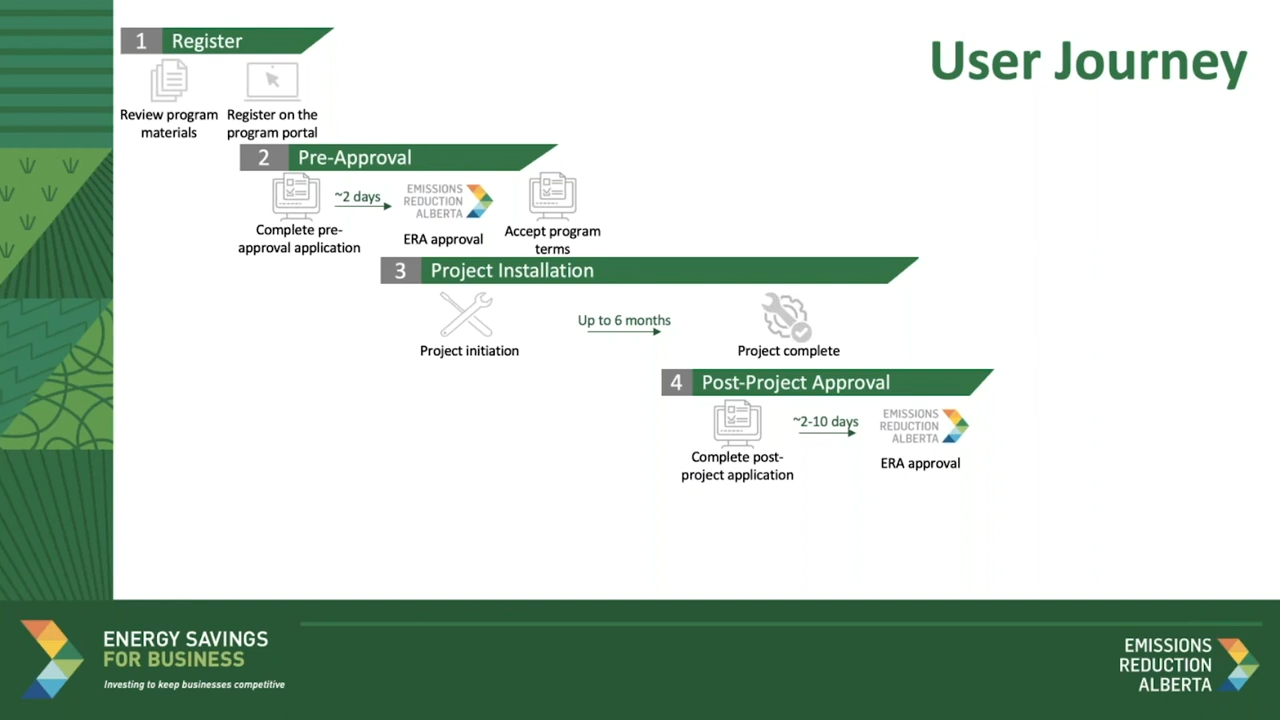 User Journey
1 Register
Review program
materials
Register on the
program portal
2 Pre-Approval
Complete pre-
approval application
~2 days
EMISSIONS
REDUCTION
ALBERTA
ERA approval
Accept program
terms
3 Project Installation
Project initiation
Up to 6 months
Project complete
4 Post-Project Approval
Complete post-
project application
~2-10 days
EMISSIONS
REDUCTION
ALBERTA
ERA approval
ENERGY SAVINGS
FOR BUSINESS
Investing to keep businesses competitive
EMISSIONS
REDUCTION
ALBERTA